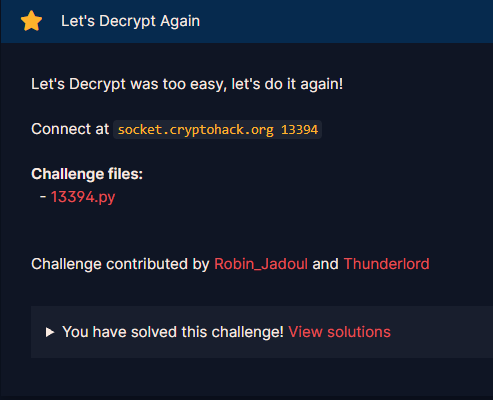 Let's Decrypt Again
Let's Decrypt was too easy, let's do it again!
Connect at socket.cryptohack.org 13394
Challenge files:
- 13394.py
Challenge contributed by Robin_Jadoul and Thunderlord
You have solved this challenge! View solutions